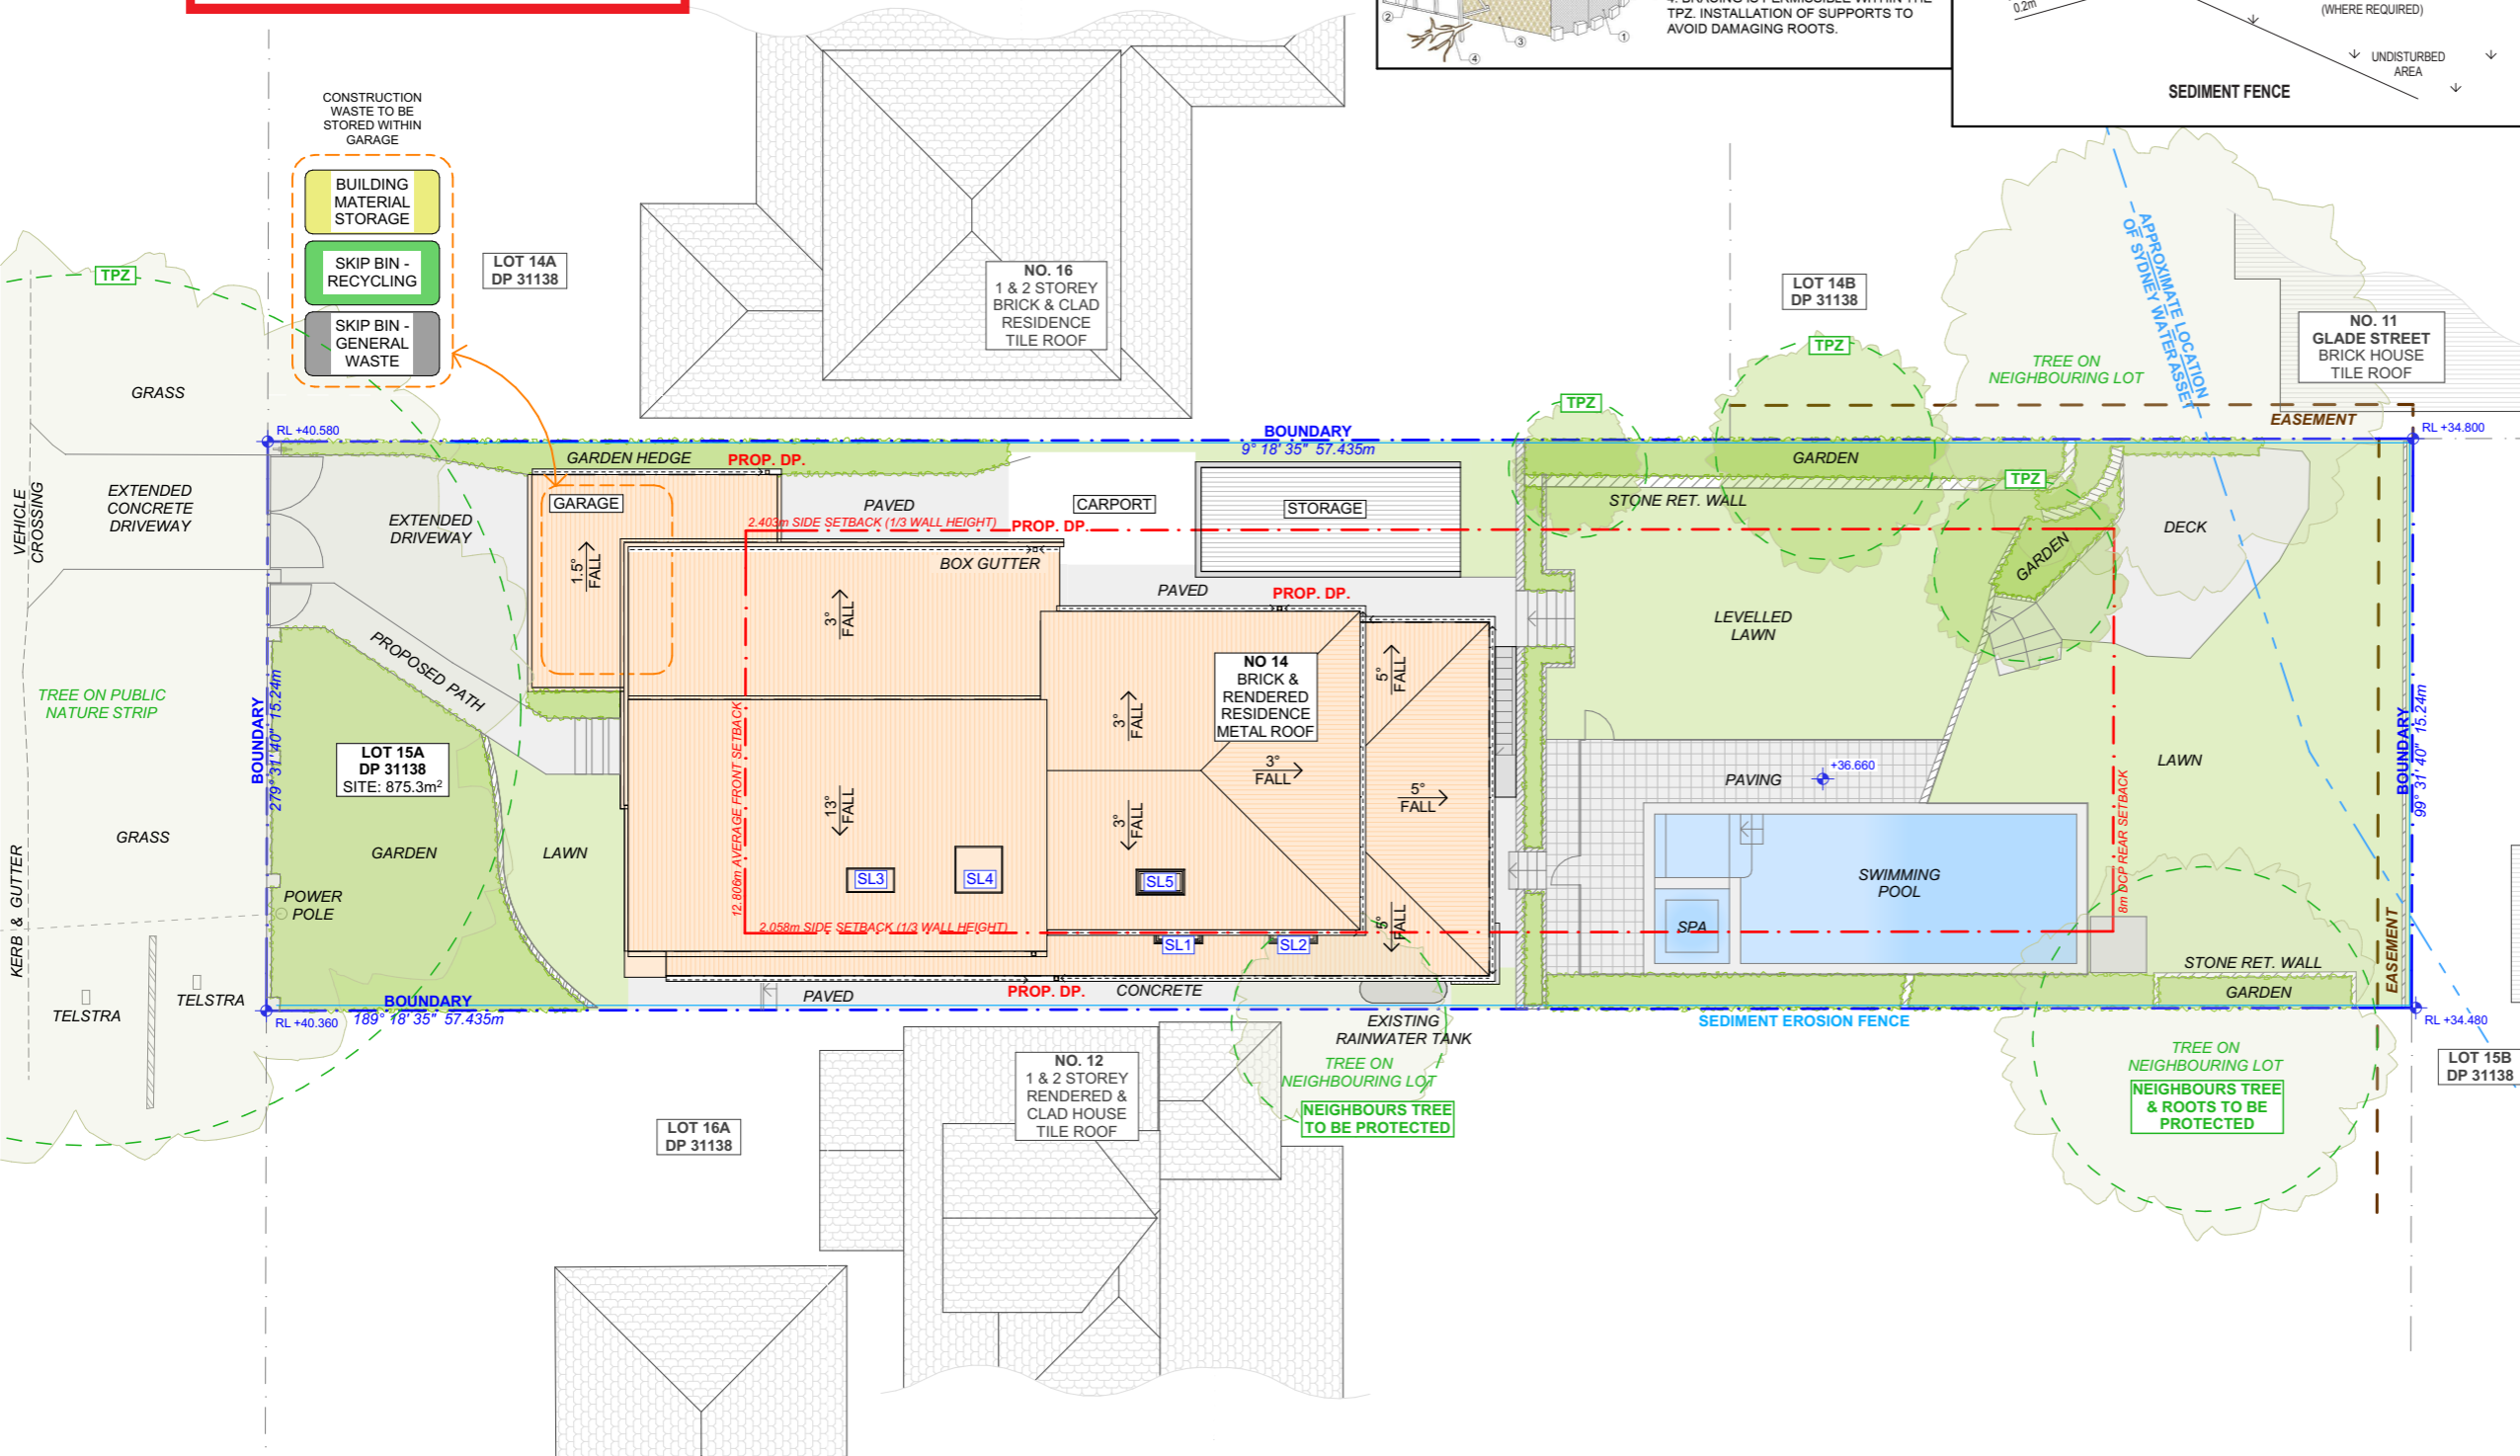 4. BRACING IS PERMISSIBLE WITHIN THE
TPZ. INSTALLATION OF SUPPORTS TO
AVOID DAMAGING ROOTS.
②
③
①
④
0.2m
(WHERE REQUIRED)
UNDISTURBED
AREA
SEDIMENT FENCE
CONSTRUCTION
WASTE TO BE
STORED WITHIN
GARAGE
BUILDING
MATERIAL
STORAGE
SKIP BIN -
RECYCLING
SKIP BIN -
GENERAL
WASTE
LOT 14A
DP 31138
NO. 16
1 & 2 STOREY
BRICK & CLAD
RESIDENCE
TILE ROOF
LOT 14B
DP 31138
APPROXIMATE LOCATION
OF SYDNEY WATER ASSET
NO. 11
GLADE STREET
BRICK HOUSE
TILE ROOF
TREE ON
NEIGHBOURING LOT
TPZ
TPZ
TPZ
TPZ
GRASS
EASEMENT
RL +40.580
BOUNDARY
9° 18' 35" 57.435m
RL +34.800
GARDEN HEDGE
PROP. DP.
GARDEN
VEHICLE
CROSSING
EXTENDED
CONCRETE
DRIVEWAY
EXTENDED
DRIVEWAY
GARAGE
PAVED
CARPORT
STORAGE
STONE RET. WALL
DECK
2.403m SIDE SETBACK (1/3 WALL HEIGHT)
PROP. DP.
GARDEN
1.5°
FALL
BOX GUTTER
3°
FALL
PAVED
PROP. DP.
LEVELLED
LAWN
PROPOSED PATH
TREE ON PUBLIC
NATURE STRIP
BOUNDARY
279° 31' 40" 15.24m
NO 14
BRICK &
RENDERED
RESIDENCE
METAL ROOF
5°
FALL
3°
FALL
12.806m AVERAGE FRONT SETBACK
LOT 15A
DP 31138
SITE: 875.3m²
3°
FALL
5°
FALL
13°
FALL
3°
FALL
PAVING
+36.660
LAWN
BOUNDARY
99° 31' 40" 15.24m
8m DCP REAR SETBACK
GRASS
GARDEN
LAWN
SL3
SL4
SL5
SWIMMING
POOL
SPA
KERB & GUTTER
POWER
POLE
2.058m SIDE SETBACK (1/3 WALL HEIGHT)
SL1
SL2
5°
FALL
EASEMENT
STONE RET. WALL
GARDEN
TELSTRA
TELSTRA
BOUNDARY
189° 18' 35" 57.435m
RL +40.360
PAVED
PROP. DP.
CONCRETE
EXISTING
RAINWATER TANK
SEDIMENT EROSION FENCE
RL +34.480
TREE ON
NEIGHBOURING LOT
NEIGHBOURS TREE
TO BE PROTECTED
TREE ON
NEIGHBOURING LOT
NEIGHBOURS TREE
& ROOTS TO BE
PROTECTED
LOT 15B
DP 31138
NO. 12
1 & 2 STOREY
RENDERED &
CLAD HOUSE
TILE ROOF
LOT 16A
DP 31138